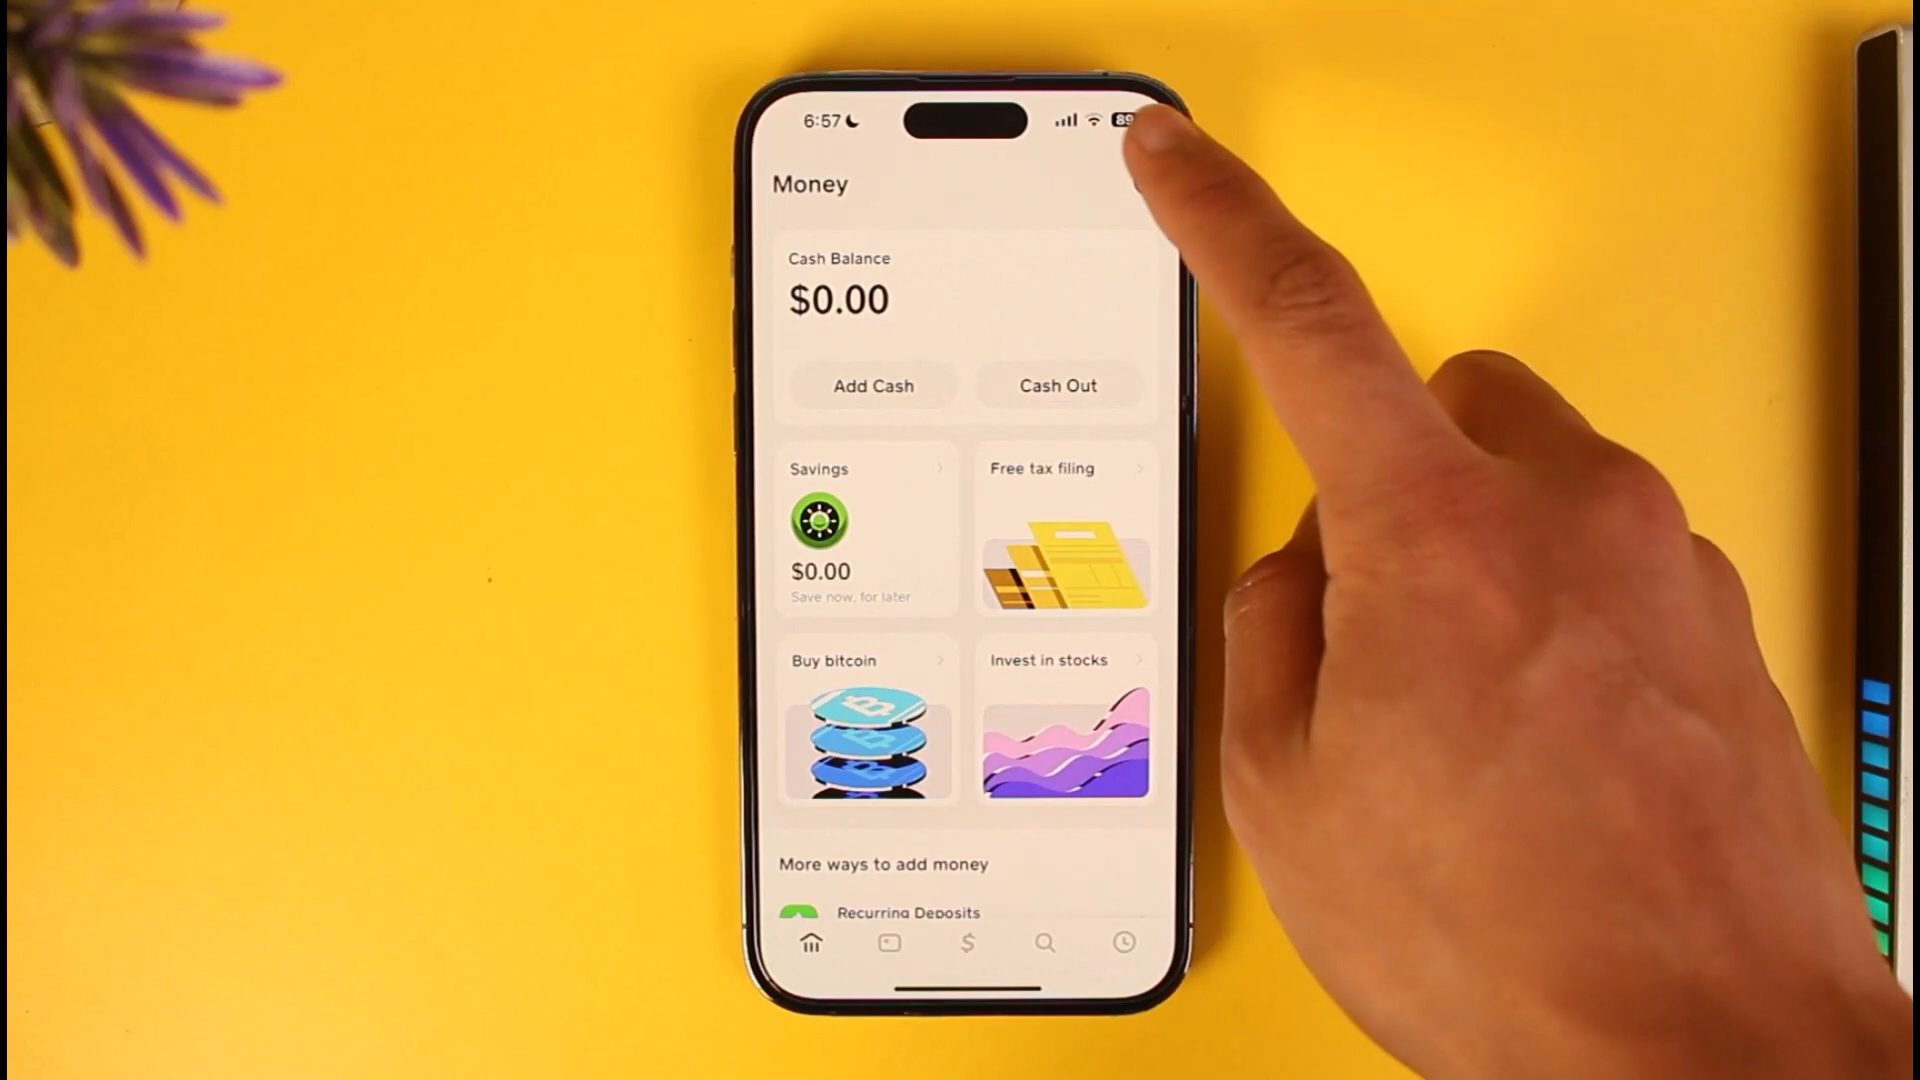 6:57 89
Money
Cash Balance
$0.00
Add Cash Cash Out
Savings Free tax filing
$0.00
Save now, for later
Buy bitcoin Invest in stocks
More ways to add money
Recurring Deposits